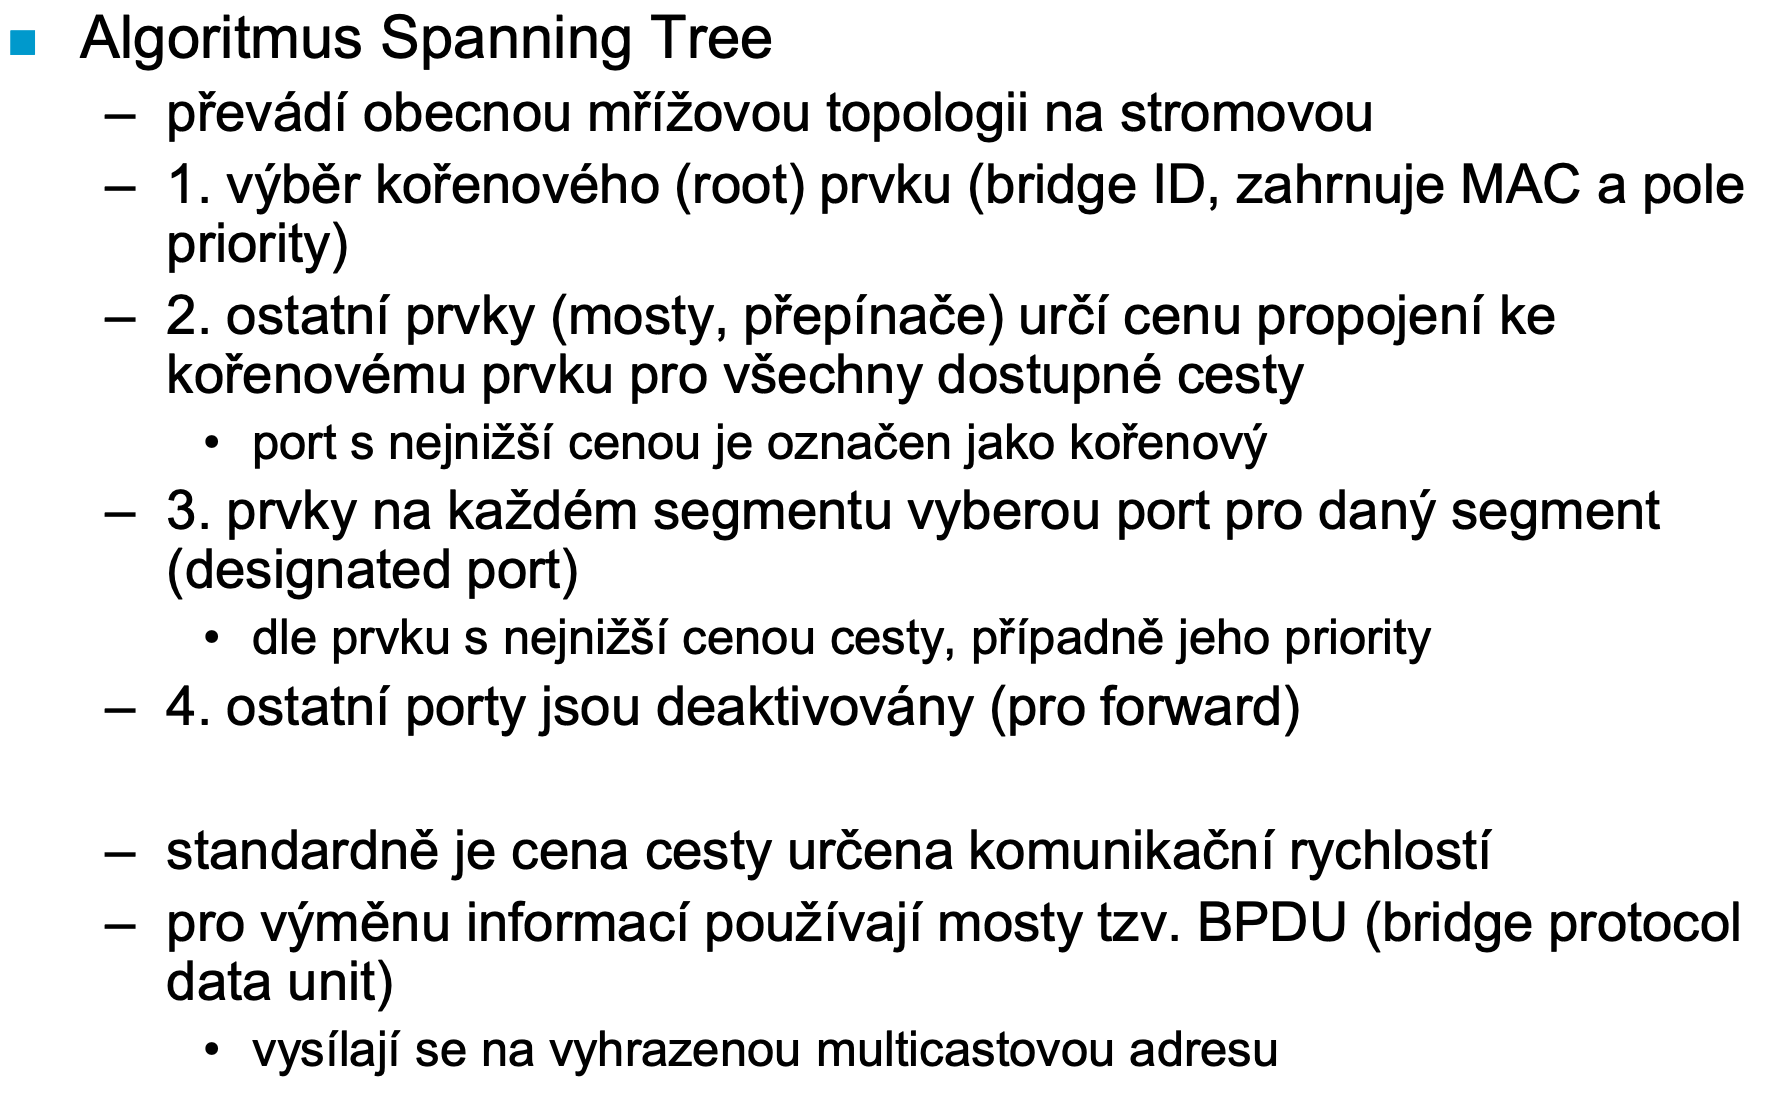 Algoritmus Spanning Tree
– převádí obecnou mřížovou topologii na stromovou
– 1. výběr kořenového (root) prvku (bridge ID, zahrnuje MAC a pole
priority)
– 2. ostatní prvky (mosty, přepínače) určí cenu propojení ke
kořenovému prvku pro všechny dostupné cesty
• port s nejnižší cenou je označen jako kořenový
– 3. prvky na každém segmentu vyberou port pro daný segment
(designated port)
• dle prvku s nejnižší cenou cesty, případně jeho priority
– 4. ostatní porty jsou deaktivovány (pro forward)
– standardně je cena cesty určena komunikační rychlostí
– pro výměnu informací používají mosty tzv. BPDU (bridge protocol
data unit)
• vysílají se na vyhrazenou multicastovou adresu